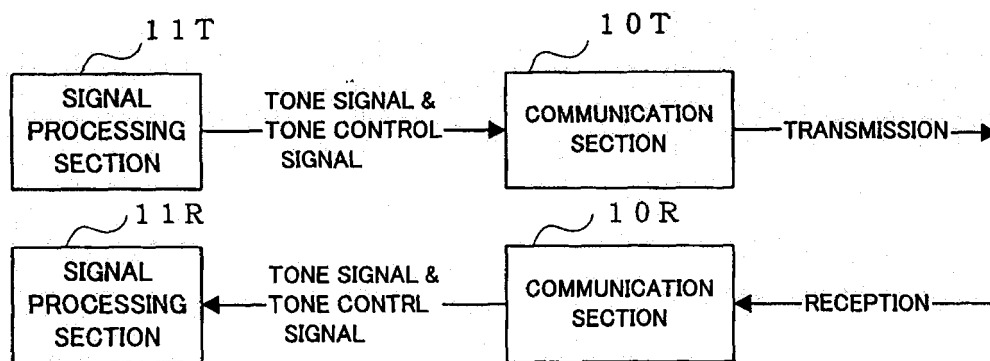 11T
10T
SIGNAL
PROCESSING
SECTION
TONE SIGNAL &
TONE CONTROL
SIGNAL
COMMUNICATION
SECTION
TRANSMISSION
11R
10R
SIGNAL
PROCESSING
SECTION
TONE SIGNAL &
TONE CONTRL
SIGNAL
COMMUNICATION
SECTION
RECEPTION